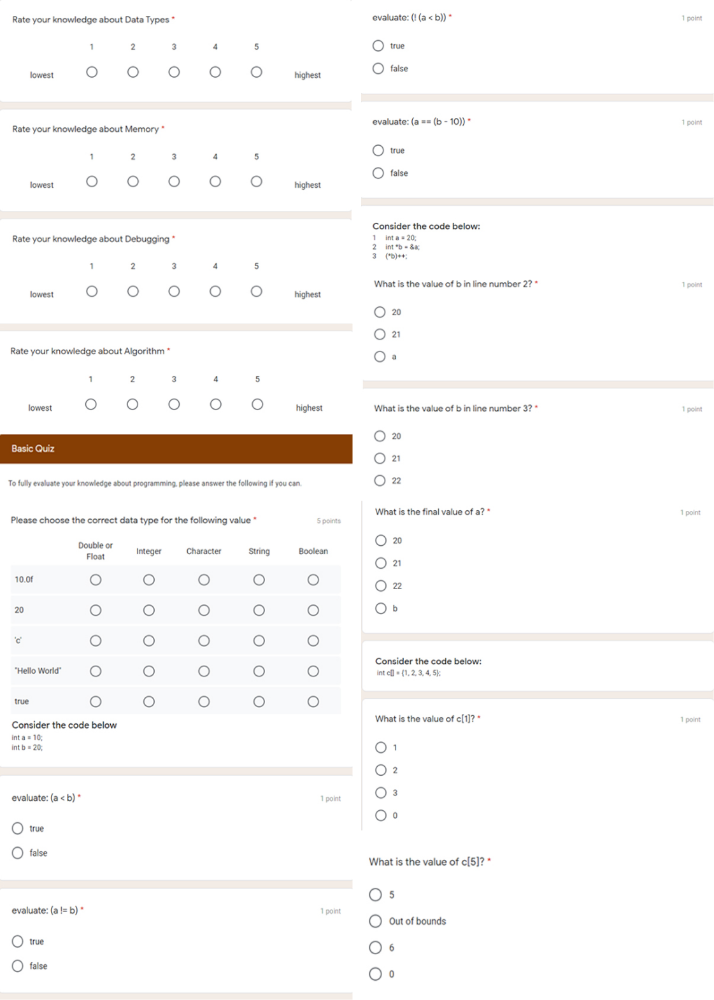 Rate your knowledge about Data Types *
1 2 3 4 5
lowest highest
Rate your knowledge about Memory *
1 2 3 4 5
lowest highest
Rate your knowledge about Debugging *
1 2 3 4 5
lowest highest
Rate your knowledge about Algorithm *
1 2 3 4 5
lowest highest
Basic Quiz
To fully evaluate your knowledge about programming, please answer the following if you can.
Please choose the correct data type for the following value * 5 points
Double or Float Integer Character String Boolean
10.0f
20
'c'
"Hello World"
true
Consider the code below
int a = 10;
int b = 20;
evaluate: (a < b) * 1 point
true
false
evaluate: (a != b) * 1 point
true
false
evaluate: (! (a < b)) * 1 point
true
false
evaluate: (a == (b - 10)) * 1 point
true
false
Consider the code below:
1 int a = 20;
2 int *b = &a;
3 (*b)++;
What is the value of b in line number 2? * 1 point
20
21
a
What is the value of b in line number 3? * 1 point
20
21
22
What is the final value of a? * 1 point
20
21
22
b
Consider the code below:
int c[] = {1, 2, 3, 4, 5};
What is the value of c[1]? * 1 point
1
2
3
0
What is the value of c[5]? *
5
Out of bounds
6
0